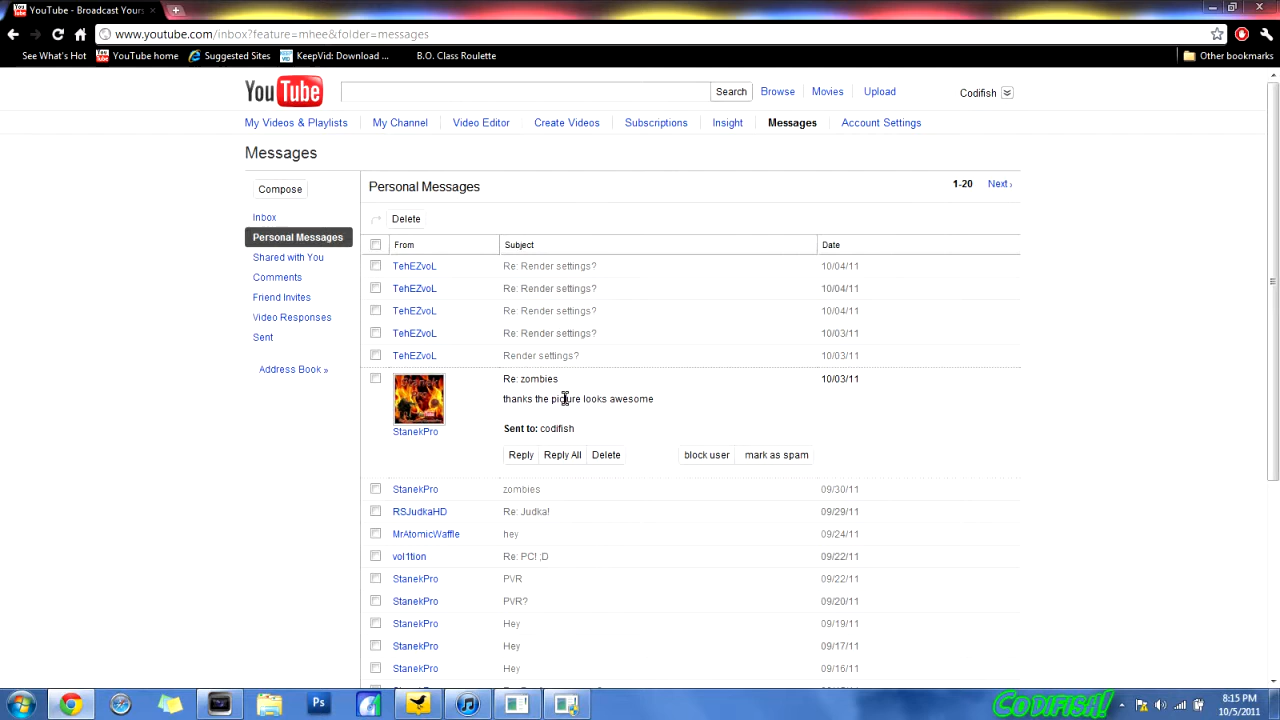 YouTube - Broadcast Yours
www.youtube.com/inbox?feature=mhee&folder=messages
See What's Hot YouTube home Suggested Sites KeepVid: Download ... B.O. Class Roulette Other bookmarks
YouTube Search Browse Movies Upload Codifish
My Videos & Playlists My Channel Video Editor Create Videos Subscriptions Insight Messages Account Settings
Messages
Compose
Inbox
Personal Messages
Shared with You
Comments
Friend Invites
Video Responses
Sent
Address Book »
Personal Messages 1-20 Next ›
Delete
From Subject Date
TehEZvoL Re: Render settings? 10/04/11
TehEZvoL Re: Render settings? 10/04/11
TehEZvoL Re: Render settings? 10/04/11
TehEZvoL Re: Render settings? 10/03/11
TehEZvoL Render settings? 10/03/11
Re: zombies 10/03/11
thanks the picture looks awesome
Sent to: codifish
StanekPro
Reply Reply All Delete block user mark as spam
StanekPro zombies 09/30/11
RSJudkaHD Re: Judka! 09/29/11
MrAtomicWaffle hey 09/24/11
vol1tion Re: PC! ;D 09/22/11
StanekPro PVR 09/22/11
StanekPro PVR? 09/20/11
StanekPro Hey 09/19/11
StanekPro Hey 09/17/11
StanekPro Hey 09/16/11
Ps
CODIFISH!
8:15 PM
10/5/2011